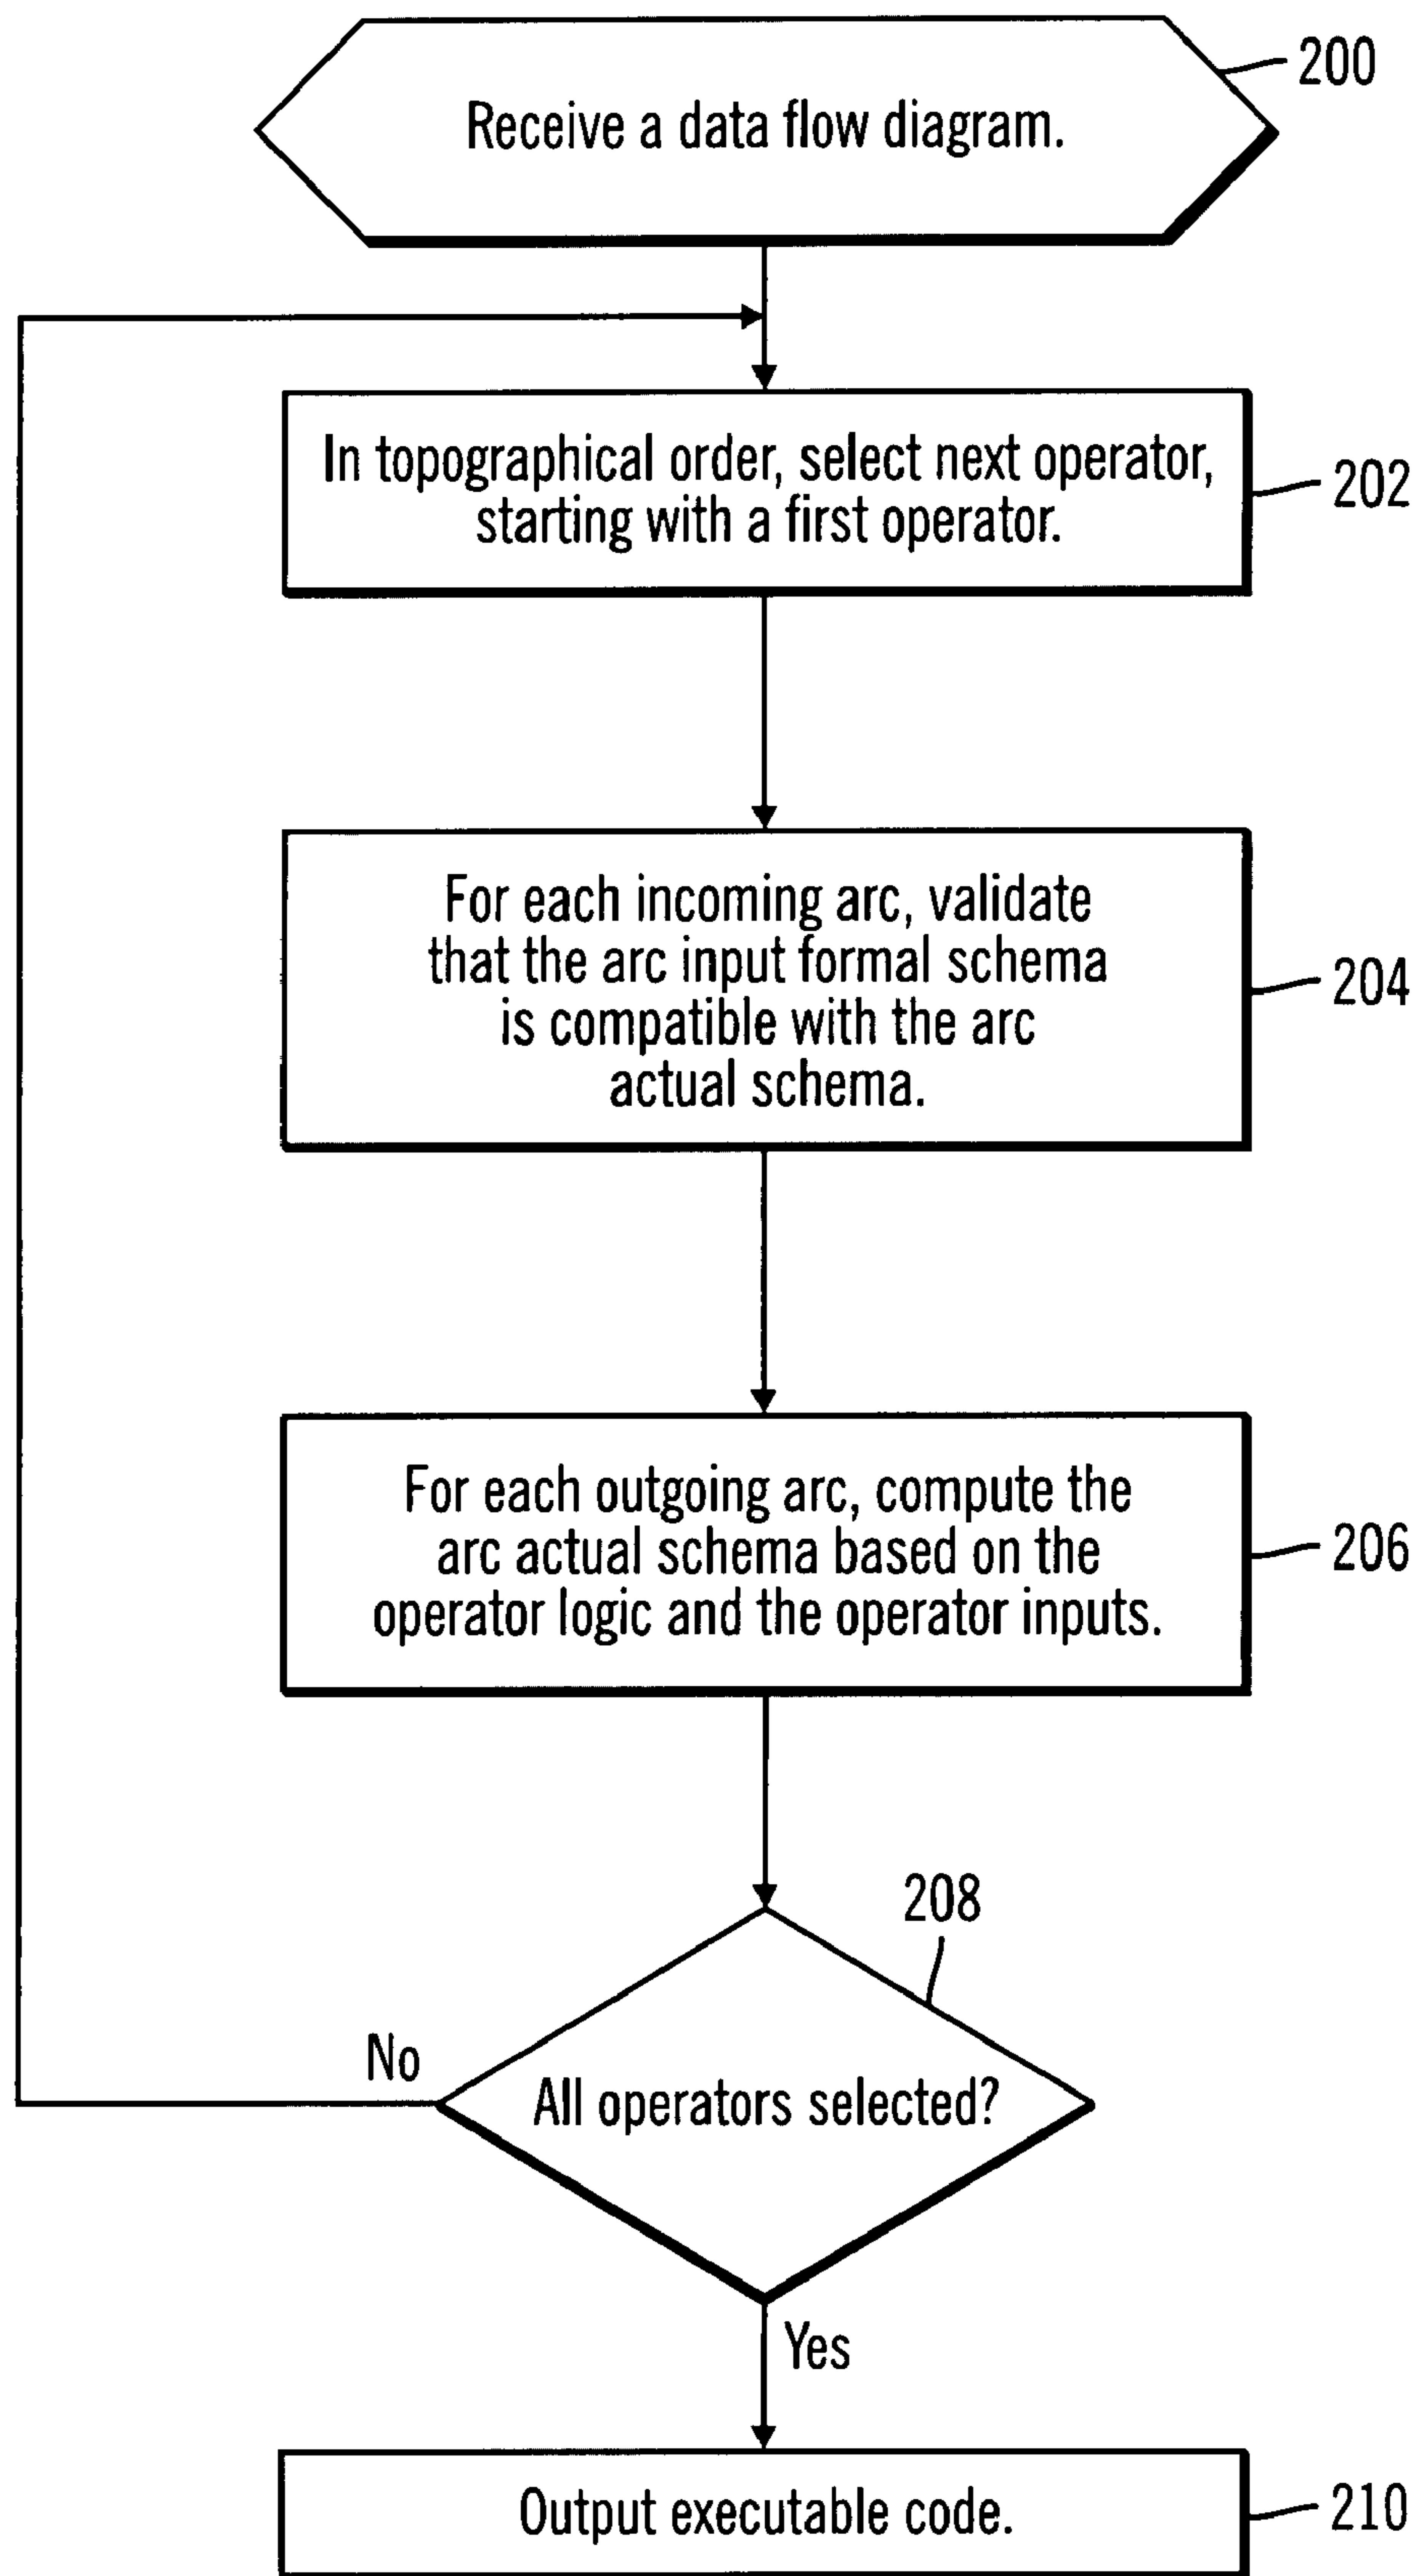 Receive a data flow diagram.
200
In topographical order, select next operator,
starting with a first operator.
202
For each incoming arc, validate
that the arc input formal schema
is compatible with the arc
actual schema.
204
For each outgoing arc, compute the
arc actual schema based on the
operator logic and the operator inputs.
206
208
All operators selected?
No
Yes
Output executable code.
210